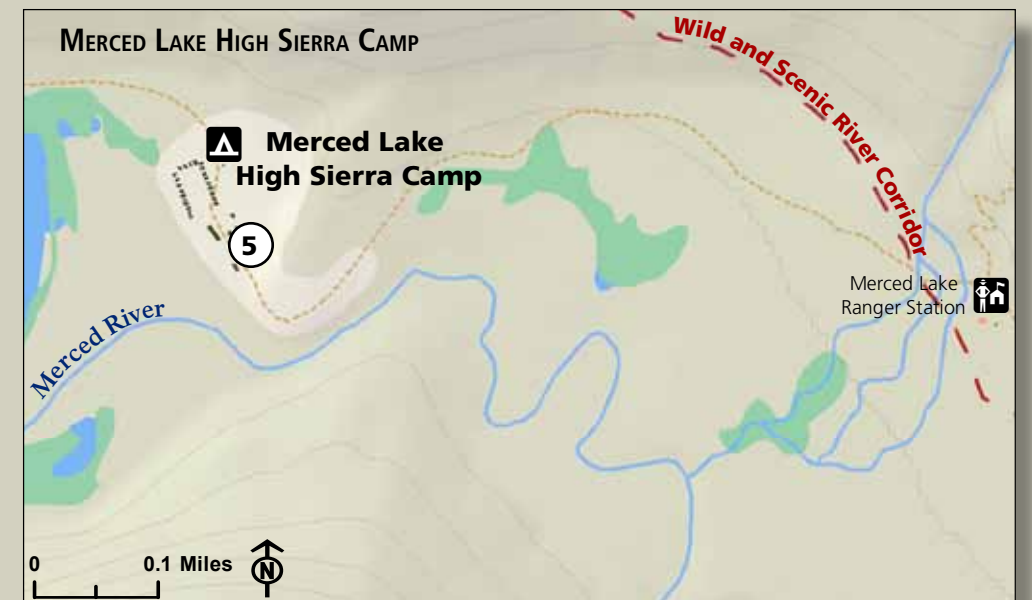 MERCED LAKE HIGH SIERRA CAMP
Wild and Scenic River Corridor
Merced Lake
High Sierra Camp
5
Merced Lake
Ranger Station
Merced River
0 0.1 Miles
N